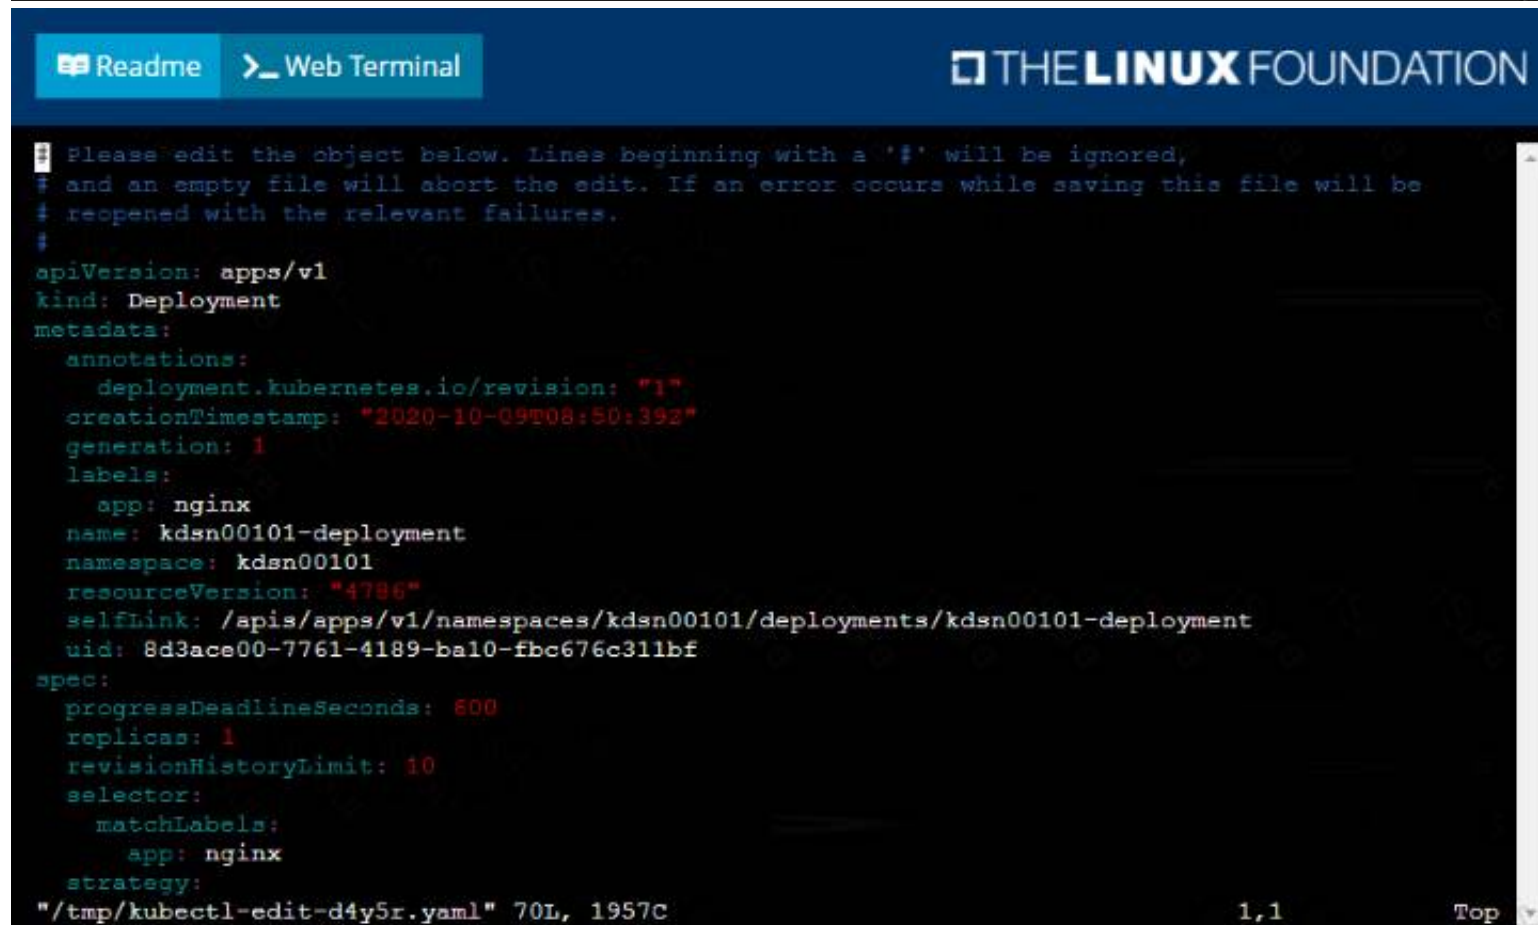 Readme
Web Terminal
THE LINUX FOUNDATION
# Please edit the object below. Lines beginning with a '#' will be ignored,
# and an empty file will abort the edit. If an error occurs while saving this file will be
# reopened with the relevant failures.
#
apiVersion: apps/v1
kind: Deployment
metadata:
  annotations:
    deployment.kubernetes.io/revision: "1"
  creationTimestamp: "2020-10-09T08:50:39Z"
  generation: 1
  labels:
    app: nginx
  name: kdsn00101-deployment
  namespace: kdsn00101
  resourceVersion: "4786"
  selfLink: /apis/apps/v1/namespaces/kdsn00101/deployments/kdsn00101-deployment
  uid: 8d3ace00-7761-4189-ba10-fbc676c311bf
spec:
  progressDeadlineSeconds: 600
  replicas: 1
  revisionHistoryLimit: 10
  selector:
    matchLabels:
      app: nginx
  strategy:
"/tmp/kubectl-edit-d4y5r.yaml" 70L, 1957C 1,1 Top